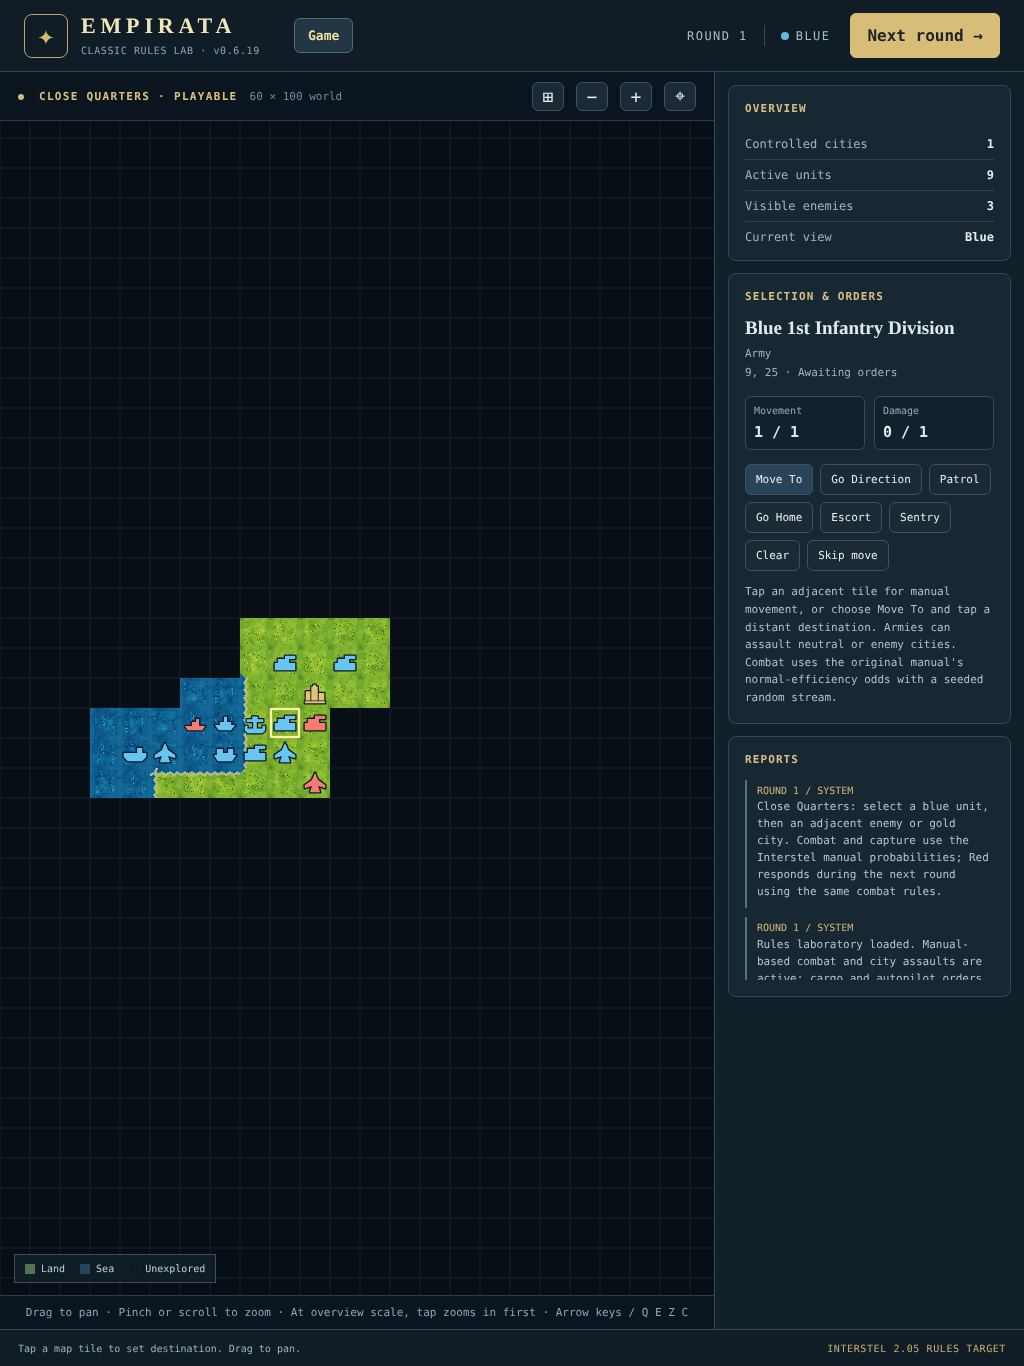 EMPIRATA
CLASSIC RULES LAB · v0.6.19
Game
ROUND 1
BLUE
Next round →
CLOSE QUARTERS · PLAYABLE 60 × 100 world
OVERVIEW
Controlled cities 1
Active units 9
Visible enemies 3
Current view Blue
SELECTION & ORDERS
Blue 1st Infantry Division
Army
9, 25 · Awaiting orders
Movement
1 / 1
Damage
0 / 1
Move To
Go Direction
Patrol
Go Home
Escort
Sentry
Clear
Skip move
Tap an adjacent tile for manual
movement, or choose Move To and tap a
distant destination. Armies can
assault neutral or enemy cities.
Combat uses the original manual's
normal-efficiency odds with a seeded
random stream.
REPORTS
ROUND 1 / SYSTEM
Close Quarters: select a blue unit,
then an adjacent enemy or gold
city. Combat and capture use the
Interstel manual probabilities; Red
responds during the next round
using the same combat rules.
ROUND 1 / SYSTEM
Rules laboratory loaded. Manual-
based combat and city assaults are
active; cargo and autopilot orders
Land
Sea
Unexplored
Drag to pan · Pinch or scroll to zoom · At overview scale, tap zooms in first · Arrow keys / Q E Z C
Tap a map tile to set destination. Drag to pan.
INTERSTEL 2.05 RULES TARGET